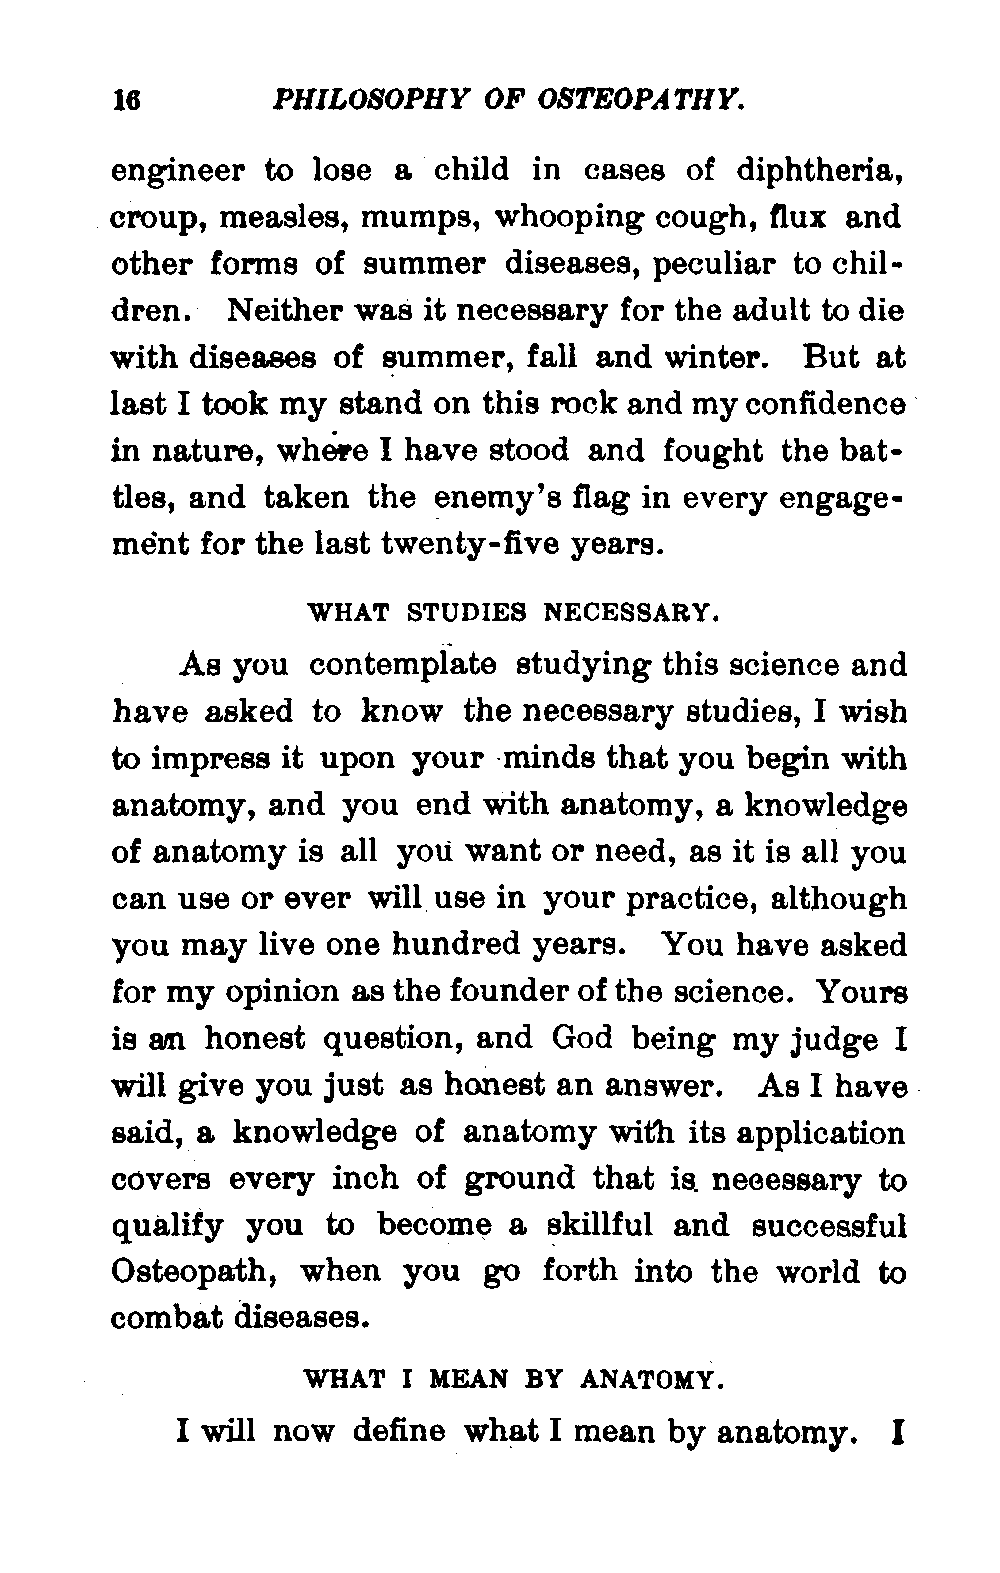 16 PHILOSOPHY OF OSTEOPATHY.
engineer to lose a child in cases of diphtheria,
croup, measles, mumps, whooping cough, flux and
other forms of summer diseases, peculiar to chil-
dren. Neither was it necessary for the adult to die
with diseases of summer, fall and winter. But at
last I took my stand on this rock and my confidence
in nature, where I have stood and fought the bat-
tles, and taken the enemy's flag in every engage-
ment for the last twenty-five years.
WHAT STUDIES NECESSARY.
As you contemplate studying this science and
have asked to know the necessary studies, I wish
to impress it upon your minds that you begin with
anatomy, and you end with anatomy, a knowledge
of anatomy is all you want or need, as it is all you
can use or ever will use in your practice, although
you may live one hundred years. You have asked
for my opinion as the founder of the science. Yours
is an honest question, and God being my judge I
will give you just as honest an answer. As I have
said, a knowledge of anatomy with its application
covers every inch of ground that is necessary to
qualify you to become a skillful and successful
Osteopath, when you go forth into the world to
combat diseases.
WHAT I MEAN BY ANATOMY.
I will now define what I mean by anatomy. I